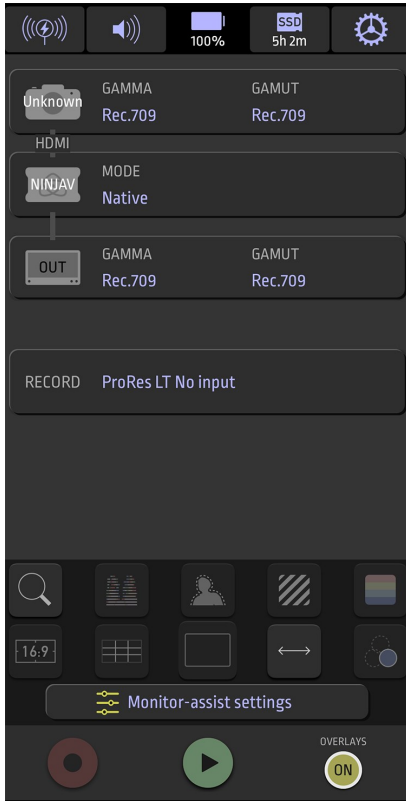 100%
SSD
5h 2m
Unknown
GAMMA GAMUT
Rec.709 Rec.709
HDMI
NINJAV
MODE
Native
OUT
GAMMA GAMUT
Rec.709 Rec.709
RECORD ProRes LT No input
16:9
Monitor-assist settings
OVERLAYS
ON